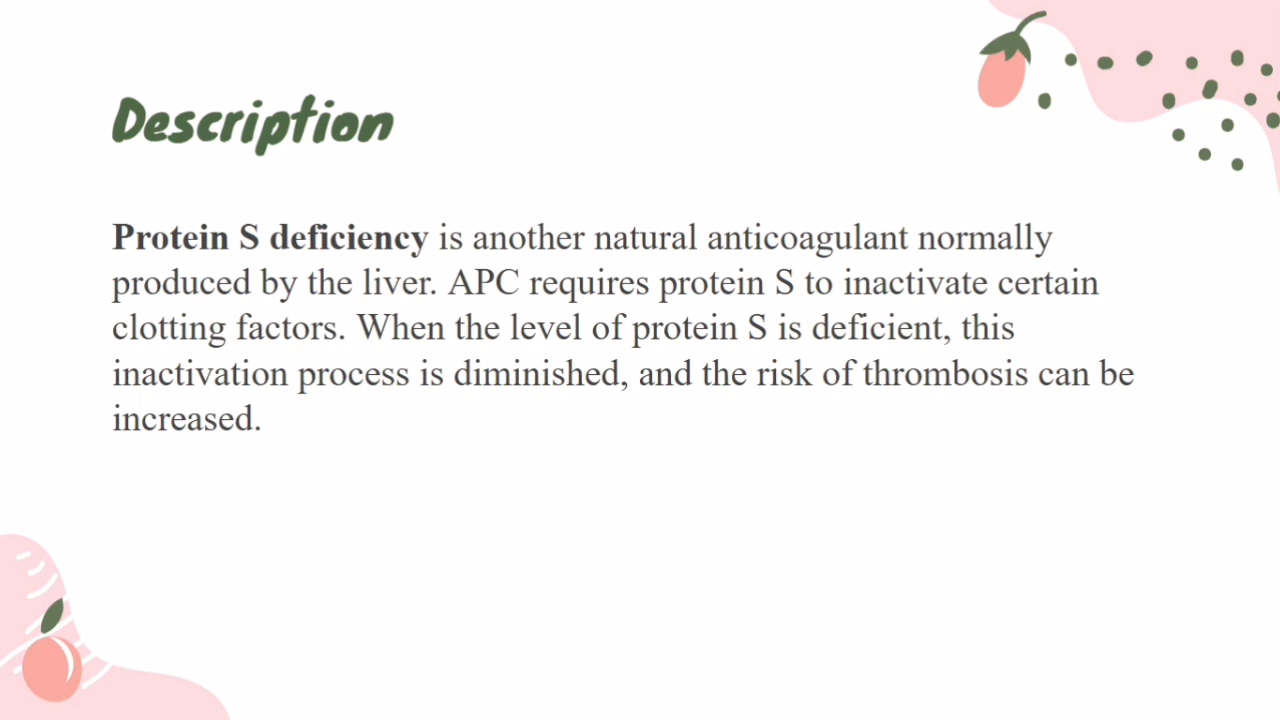 Description
Protein S deficiency is another natural anticoagulant normally
produced by the liver. APC requires protein S to inactivate certain
clotting factors. When the level of protein S is deficient, this
inactivation process is diminished, and the risk of thrombosis can be
increased.